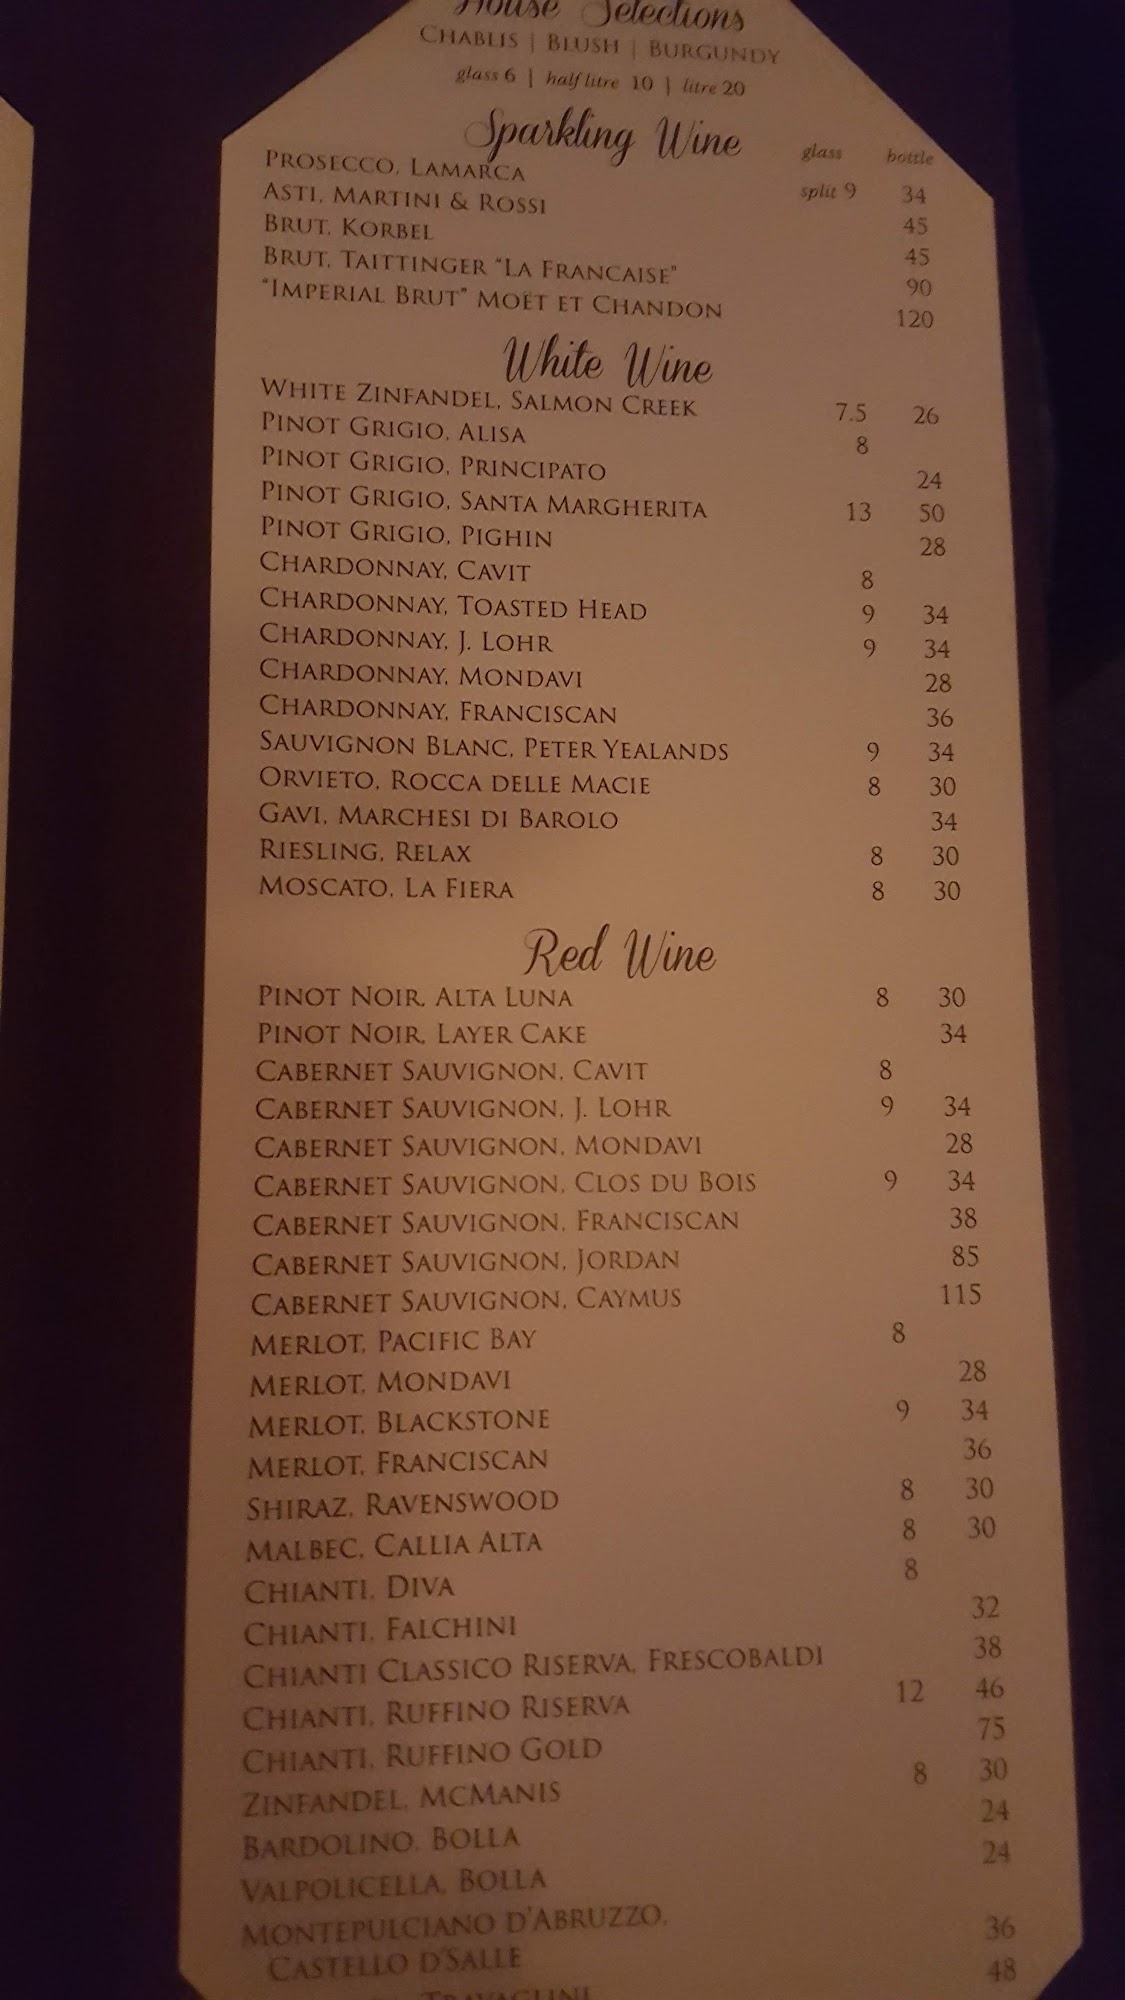 House Selections
Chablis | Blush | Burgundy
glass 6 | half litre 10 | litre 20
Sparkling Wine glass bottle
Prosecco, Lamarca split 9 34
Asti, Martini & Rossi 45
Brut, Korbel 45
Brut, Taittinger "La Francaise" 90
"Imperial Brut" Moët et Chandon 120
White Wine
White Zinfandel, Salmon Creek 7.5 26
Pinot Grigio, Alisa 8
Pinot Grigio, Principato 24
Pinot Grigio, Santa Margherita 13 50
Pinot Grigio, Pighin 28
Chardonnay, Cavit 8
Chardonnay, Toasted Head 9 34
Chardonnay, J. Lohr 9 34
Chardonnay, Mondavi 28
Chardonnay, Franciscan 36
Sauvignon Blanc, Peter Yealands 9 34
Orvieto, Rocca delle Macie 8 30
Gavi, Marchesi di Barolo 34
Riesling, Relax 8 30
Moscato, La Fiera 8 30
Red Wine
Pinot Noir, Alta Luna 8 30
Pinot Noir, Layer Cake 34
Cabernet Sauvignon, Cavit 8
Cabernet Sauvignon, J. Lohr 9 34
Cabernet Sauvignon, Mondavi 28
Cabernet Sauvignon, Clos du Bois 9 34
Cabernet Sauvignon, Franciscan 38
Cabernet Sauvignon, Jordan 85
Cabernet Sauvignon, Caymus 115
Merlot, Pacific Bay 8
Merlot, Mondavi 28
Merlot, Blackstone 9 34
Merlot, Franciscan 36
Shiraz, Ravenswood 8 30
Malbec, Callia Alta 8 30
Chianti, Diva 8
Chianti, Falchini 32
Chianti Classico Riserva, Frescobaldi 38
Chianti, Ruffino Riserva 12 46
Chianti, Ruffino Gold 75
Zinfandel, McManis 8 30
Bardolino, Bolla 24
Valpolicella, Bolla 24
Montepulciano d'Abruzzo,
Castello d'Salle 36
Travaglini 48